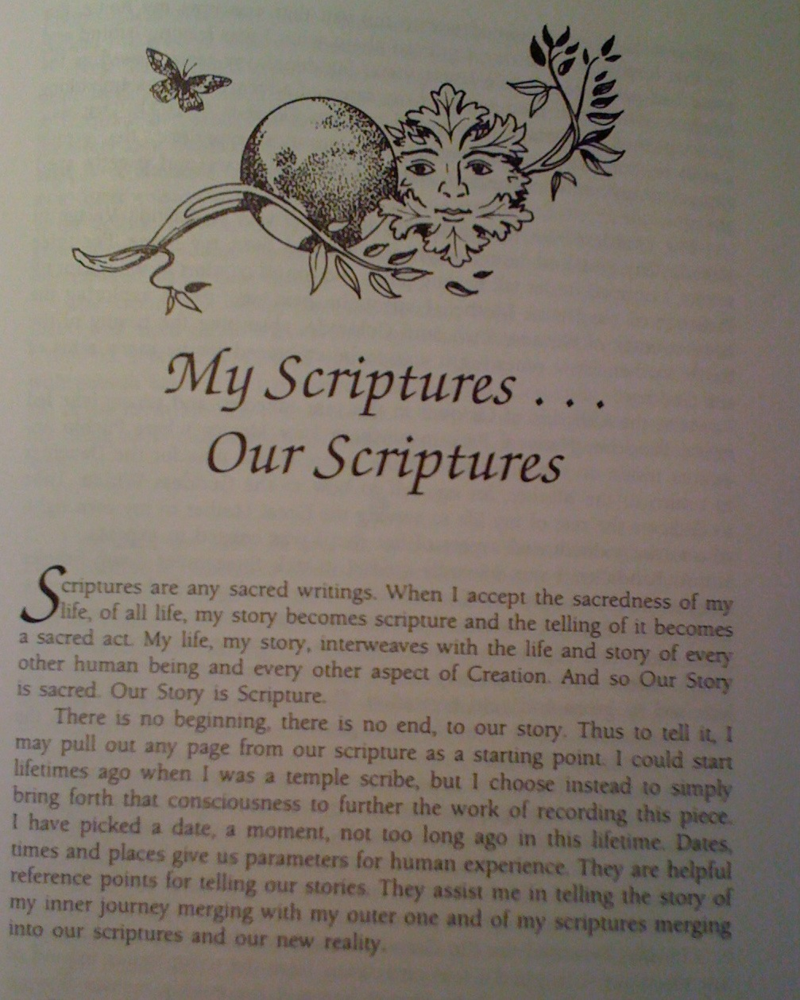 My Scriptures . . .
Our Scriptures
Scriptures are any sacred writings. When I accept the sacredness of my
life, of all life, my story becomes scripture and the telling of it becomes
a sacred act. My life, my story, interweaves with the life and story of every
other human being and every other aspect of Creation. And so Our Story
is sacred. Our Story is Scripture.
There is no beginning, there is no end, to our story. Thus to tell it, I
may pull out any page from our scripture as a starting point. I could start
lifetimes ago when I was a temple scribe, but I choose instead to simply
bring forth that consciousness to further the work of recording this piece.
I have picked a date, a moment, not too long ago in this lifetime. Dates,
times and places give us parameters for human experience. They are helpful
reference points for telling our stories. They assist me in telling the story of
my inner journey merging with my outer one and of my scriptures merging
into our scriptures and our new reality.